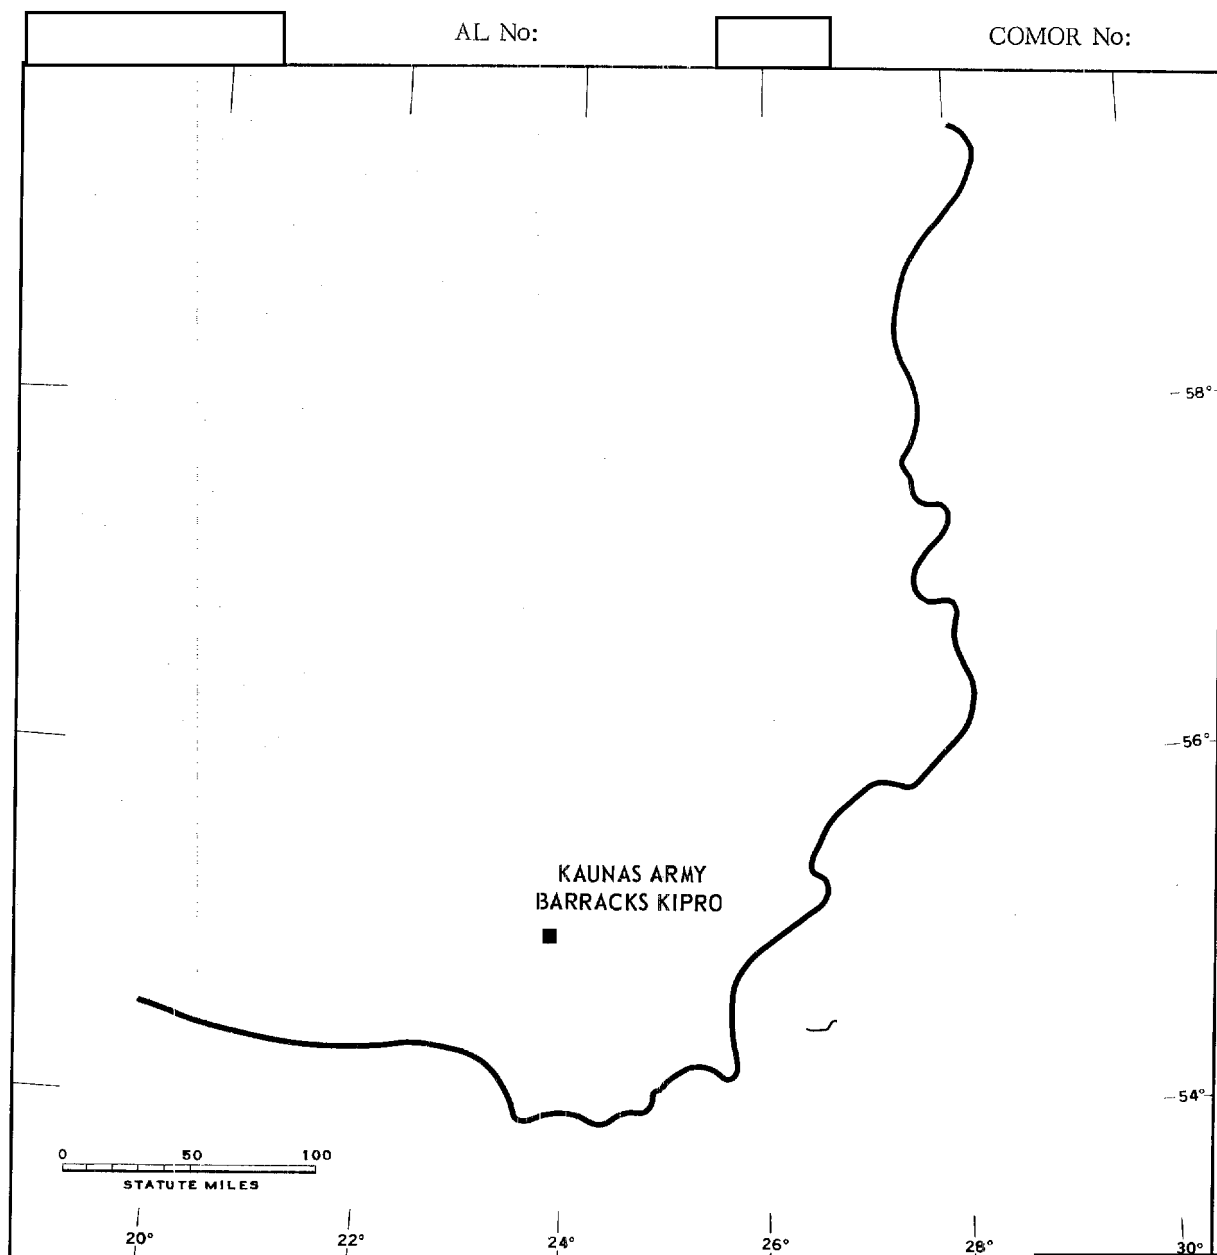 AL No:
COMOR No:
58°
56°
KAUNAS ARMY
BARRACKS KIPRO
54°
0 50 100
STATUTE MILES
20° 22° 24° 26° 28° 30°